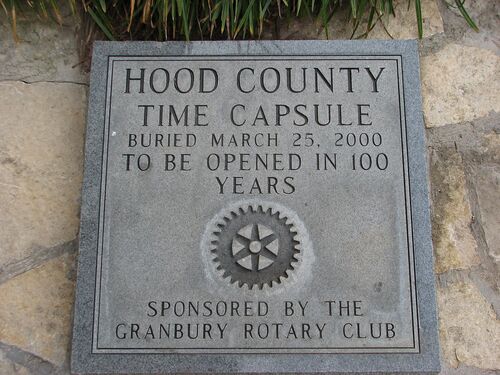 HOOD COUNTY
TIME CAPSULE
BURIED MARCH 25, 2000
TO BE OPENED IN 100
YEARS
SPONSORED BY THE
GRANBURY ROTARY CLUB